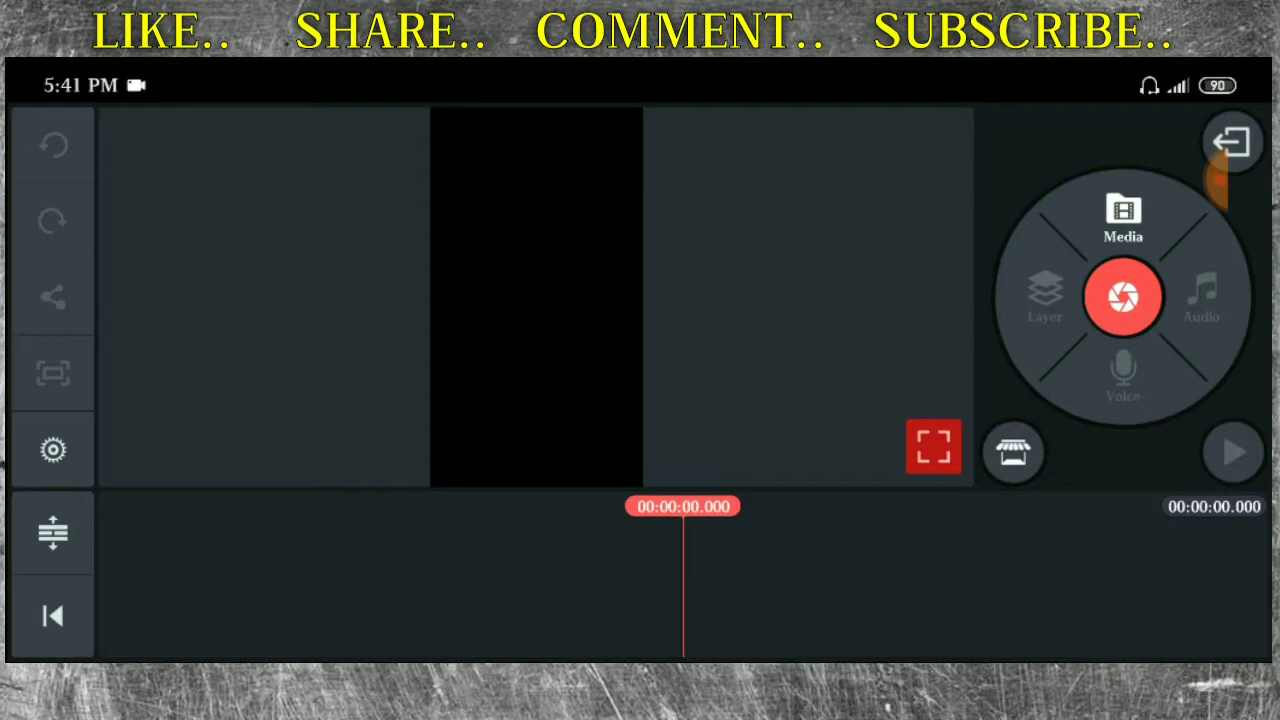 LIKE.. SHARE.. COMMENT.. SUBSCRIBE..
5:41 PM
90
Media
Layer
Audio
Voice
00:00:00.000
00:00:00.000